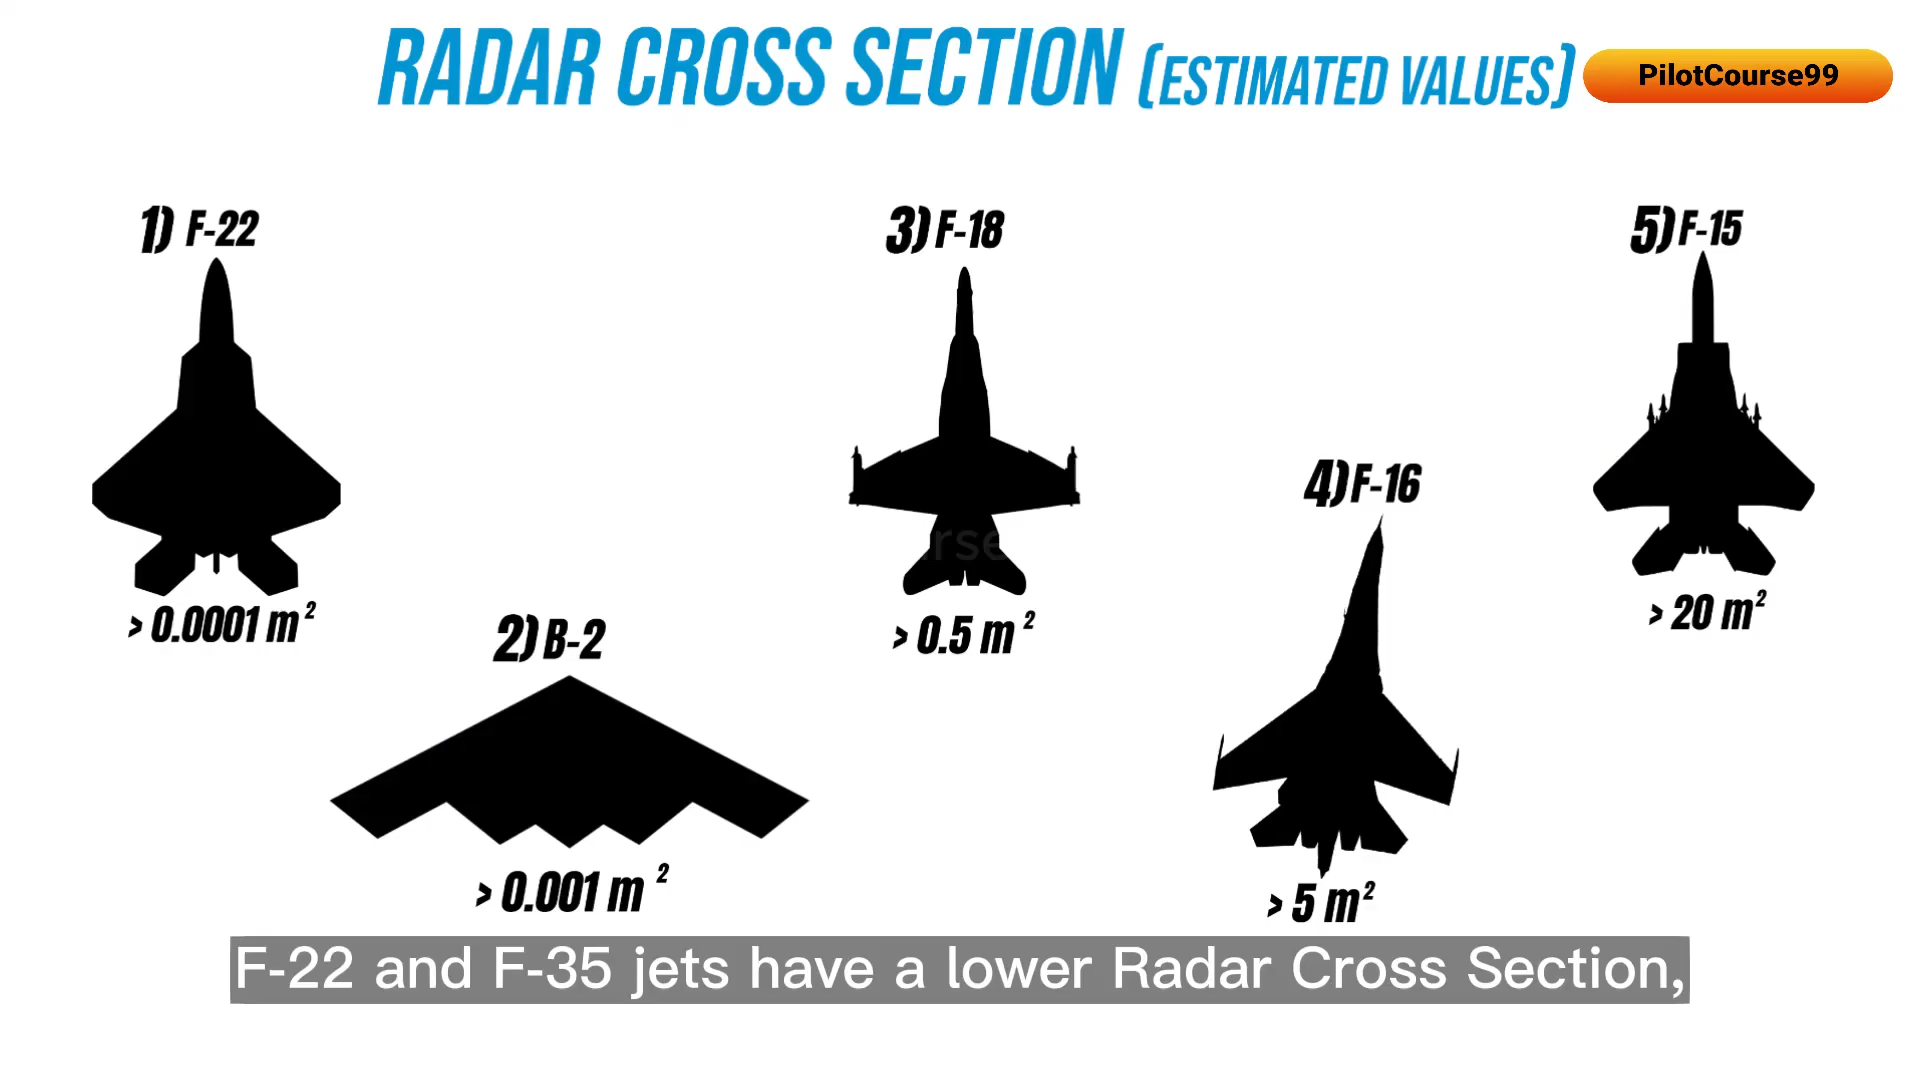 RADAR CROSS SECTION (ESTIMATED VALUES)
PilotCourse99
1) F-22
> 0.0001 m²
2) B-2
> 0.001 m²
3) F-18
> 0.5 m²
4) F-16
> 5 m²
5) F-15
> 20 m²
F-22 and F-35 jets have a lower Radar Cross Section,